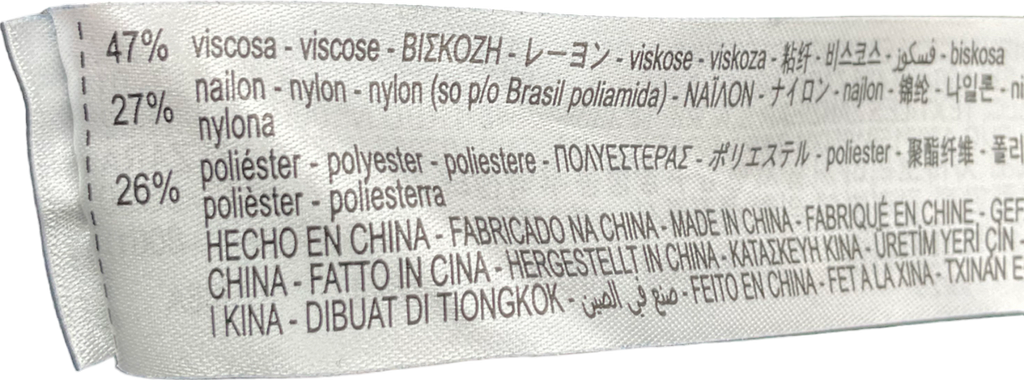 47% viscosa - viscose - ΒΙΣΚΟΖΗ - レーヨン - viskose - viskoza - 粘纤 - 비스코스 - فسكوز - biskosa
27% nailon - nylon - nylon (so p/o Brasil poliamida) - ΝΑΪΛΟΝ - ナイロン - najlon - 锦纶 - 나일론 -
nylona
26% poliéster - polyester - poliestere - ΠΟΛΥΕΣΤΕΡΑΣ - ポリエステル - poliester - 聚酯纤维 -
polièster - poliesterra
HECHO EN CHINA - FABRICADO NA CHINA - MADE IN CHINA - FABRIQUÉ EN CHINE -
CHINA - FATTO IN CINA - HERGESTELLT IN CHINA - ΚΑΤΑΣΚΕΥΗ ΚΙΝΑ - ÜRETİM YERİ ÇİN -
I KINA - DIBUAT DI TIONGKOK - صنع في الصين - FEITO EN CHINA - FET A LA XINA - TXINAN